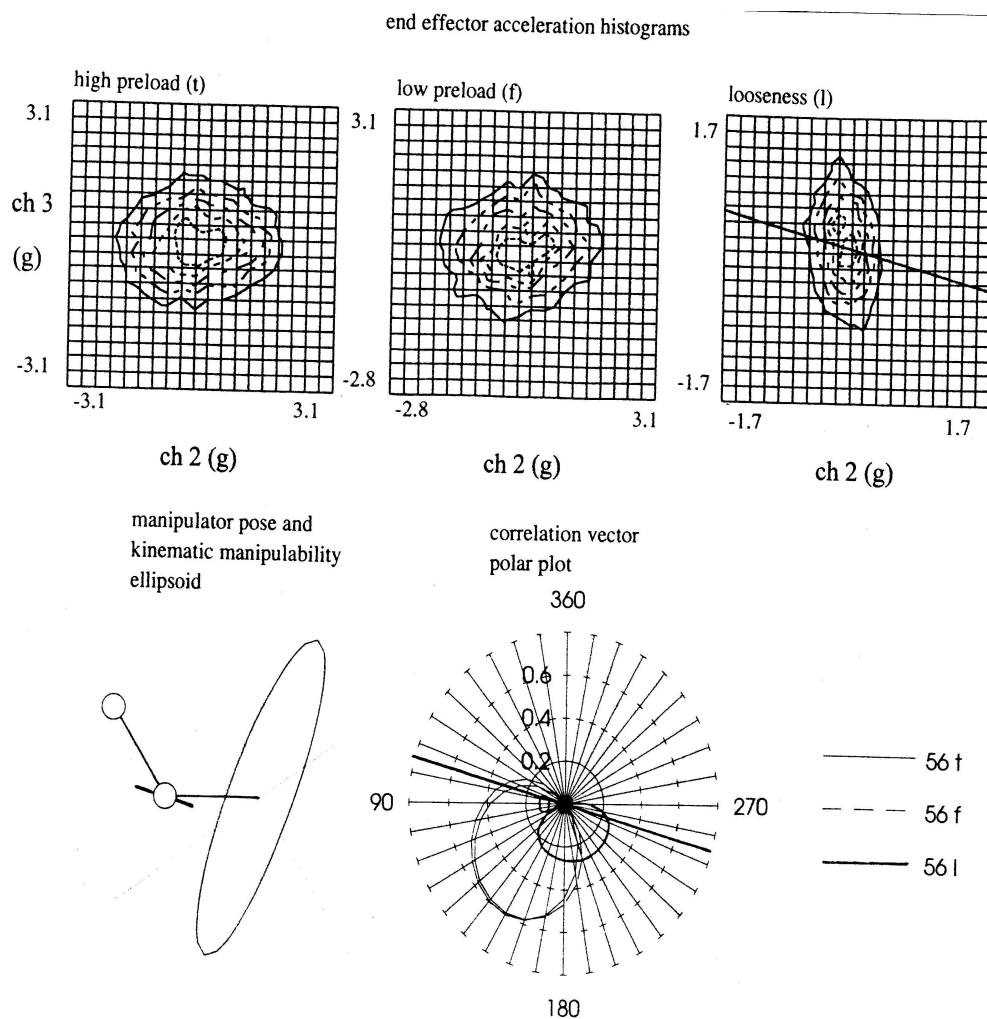 end effector acceleration histograms
high preload (t)
low preload (f)
looseness (l)
3.1
3.1
1.7
ch 3
(g)
-3.1
-2.8
-1.7
-3.1
3.1
-2.8
3.1
-1.7
1.7
ch 2 (g)
ch 2 (g)
ch 2 (g)
manipulator pose and
kinematic manipulability
ellipsoid
correlation vector
polar plot
360
0.6
0.4
0.2
0
90
270
180
56 t
56 f
56 l